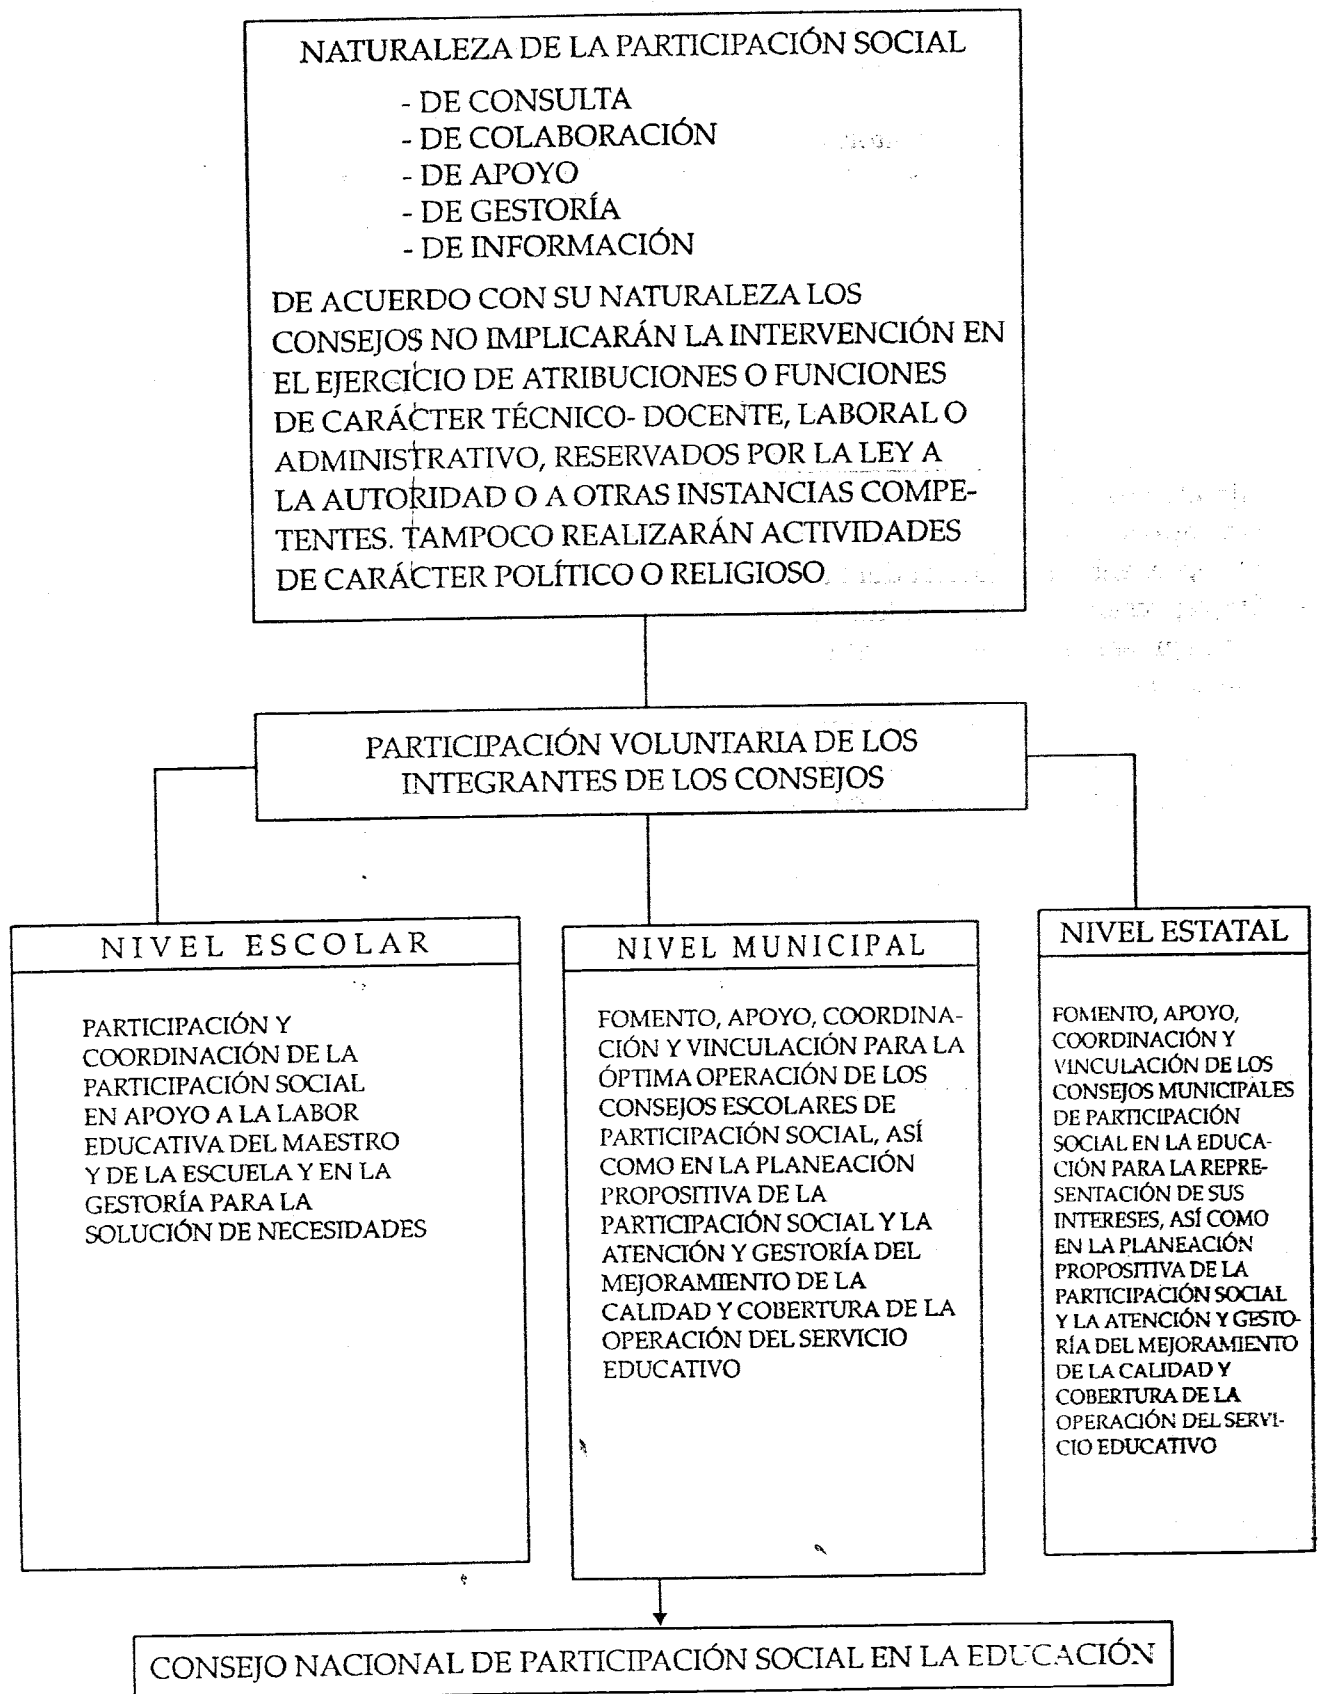 NATURALEZA DE LA PARTICIPACIÓN SOCIAL
- DE CONSULTA
- DE COLABORACIÓN
- DE APOYO
- DE GESTORÍA
- DE INFORMACIÓN
DE ACUERDO CON SU NATURALEZA LOS
CONSEJOS NO IMPLICARÁN LA INTERVENCIÓN EN
EL EJERCICIO DE ATRIBUCIONES O FUNCIONES
DE CARÁCTER TÉCNICO- DOCENTE, LABORAL O
ADMINISTRATIVO, RESERVADOS POR LA LEY A
LA AUTORIDAD O A OTRAS INSTANCIAS COMPE-
TENTES. TAMPOCO REALIZARÁN ACTIVIDADES
DE CARÁCTER POLÍTICO O RELIGIOSO
PARTICIPACIÓN VOLUNTARIA DE LOS
INTEGRANTES DE LOS CONSEJOS
NIVEL ESCOLAR
PARTICIPACIÓN Y
COORDINACIÓN DE LA
PARTICIPACIÓN SOCIAL
EN APOYO A LA LABOR
EDUCATIVA DEL MAESTRO
Y DE LA ESCUELA Y EN LA
GESTORÍA PARA LA
SOLUCIÓN DE NECESIDADES
NIVEL MUNICIPAL
FOMENTO, APOYO, COORDINA-
CIÓN Y VINCULACIÓN PARA LA
ÓPTIMA OPERACIÓN DE LOS
CONSEJOS ESCOLARES DE
PARTICIPACIÓN SOCIAL, ASÍ
COMO EN LA PLANEACIÓN
PROPOSITIVA DE LA
PARTICIPACIÓN SOCIAL Y LA
ATENCIÓN Y GESTORÍA DEL
MEJORAMIENTO DE LA
CALIDAD Y COBERTURA DE LA
OPERACIÓN DEL SERVICIO
EDUCATIVO
NIVEL ESTATAL
FOMENTO, APOYO,
COORDINACIÓN Y
VINCULACIÓN DE LOS
CONSEJOS MUNICIPALES
DE PARTICIPACIÓN
SOCIAL EN LA EDUCA-
CIÓN PARA LA REPRE-
SENTACIÓN DE SUS
INTERESES, ASÍ COMO
EN LA PLANEACIÓN
PROPOSITIVA DE LA
PARTICIPACIÓN SOCIAL
Y LA ATENCIÓN Y GESTO-
RÍA DEL MEJORAMIENTO
DE LA CALIDAD Y
COBERTURA DE LA
OPERACIÓN DEL SERVI-
CIO EDUCATIVO
CONSEJO NACIONAL DE PARTICIPACIÓN SOCIAL EN LA EDUCACIÓN